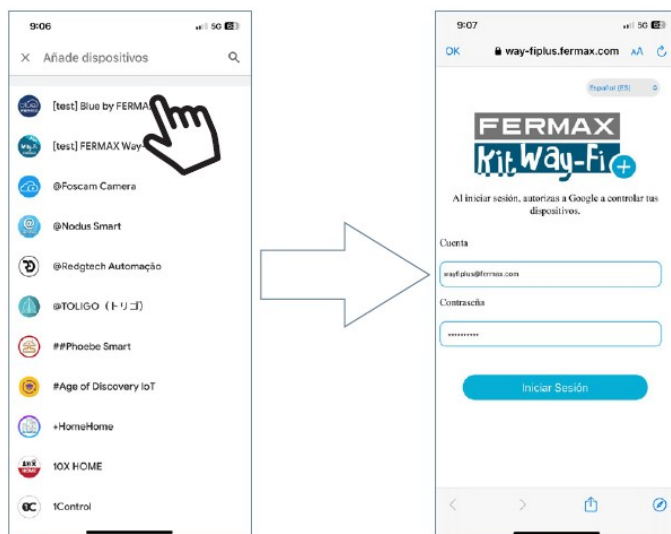 9:06
5G 63
Añade dispositivos
[test] Blue by FERMA
[test] FERMAX Way-
@Foscam Camera
@Nodus Smart
@Redgtech Automação
@TOLIGO (トリゴ)
##Phoebe Smart
#Age of Discovery IoT
+HomeHome
10X HOME
1Control
9:07
5G 63
OK
way-fiplus.fermax.com
AA
Español (ES)
FERMAX
Kit Way-Fi+
Al iniciar sesión, autorizas a Google a controlar tus
dispositivos.
Cuenta
wayfiplus@fermax.com
Contraseña
••••••••••
Iniciar Sesión